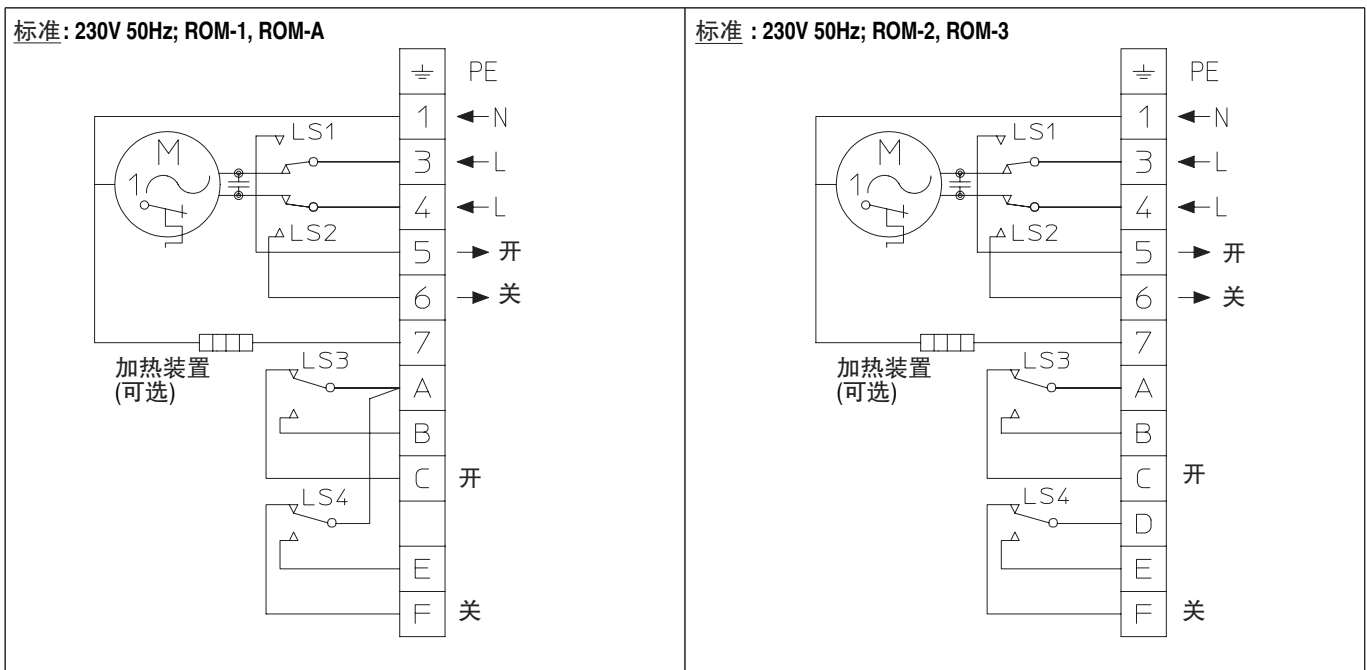 标准: 230V 50Hz; ROM-1, ROM-A
PE
1 N
LS1
M
3 L
1
4 L
LS2
5 开
6 关
7
加热装置
(可选)
LS3
A
B
C 开
LS4
E
F 关
标准 : 230V 50Hz; ROM-2, ROM-3
PE
1 N
LS1
M
3 L
1
4 L
LS2
5 开
6 关
7
加热装置
(可选)
LS3
A
B
C 开
LS4
D
E
F 关